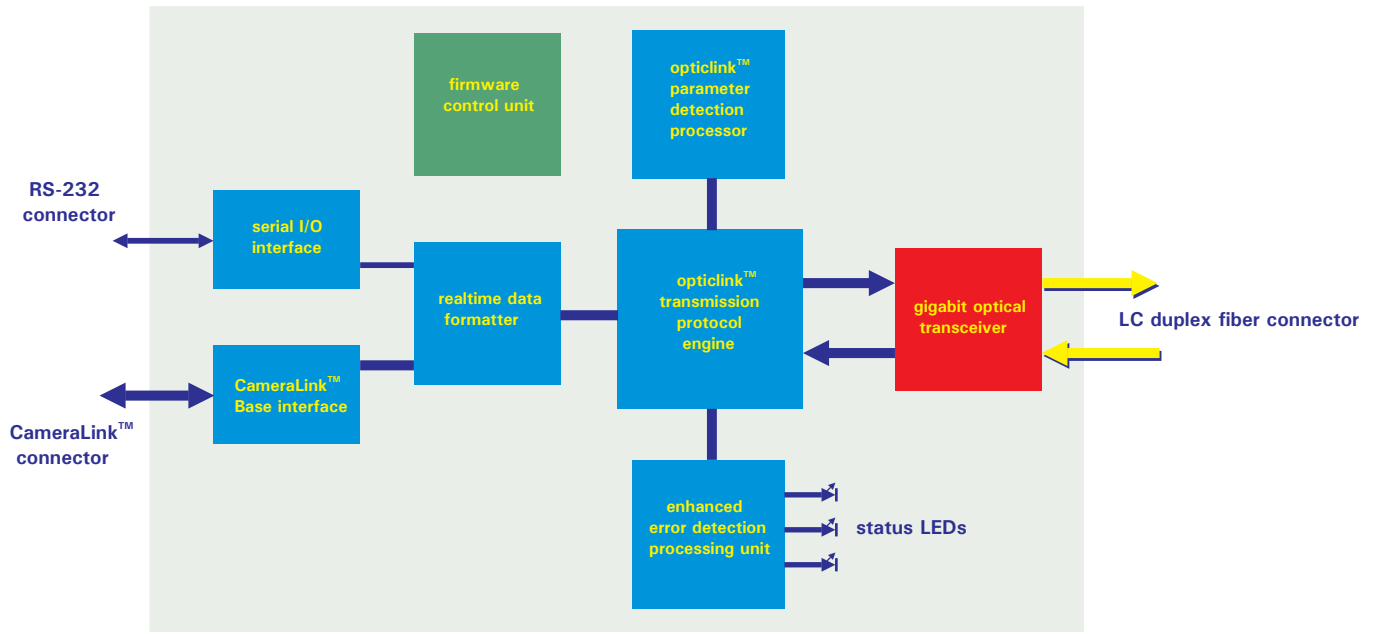 firmware
control unit
opticlink™
parameter
detection
processor
RS-232
connector
serial I/O
interface
realtime data
formatter
opticlink™
transmission
protocol
engine
gigabit optical
transceiver
LC duplex fiber connector
CameraLink™
Base interface
CameraLink™
connector
enhanced
error detection
processing unit
status LEDs